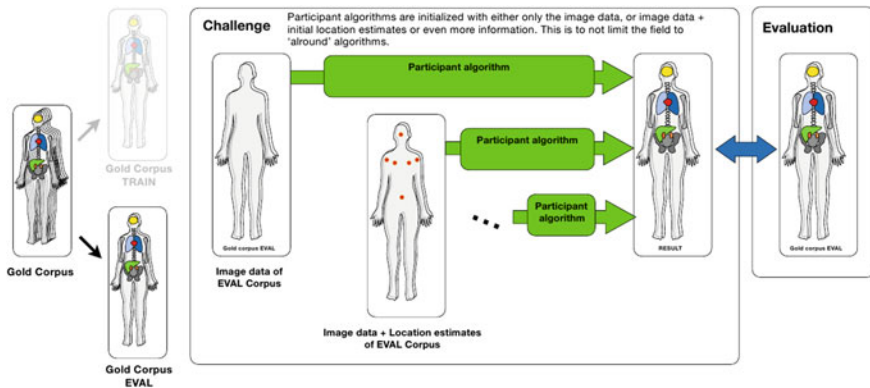 Challenge
Participant algorithms are initialized with either only the image data, or image data +
initial location estimates or even more information. This is to not limit the field to
‘alround’ algorithms.
Evaluation
Gold Corpus
TRAIN
Gold Corpus
Gold Corpus
EVAL
Participant algorithm
Gold corpus EVAL
Image data of
EVAL Corpus
Participant algorithm
Image data + Location estimates
of EVAL Corpus
Participant
algorithm
RESULT
Gold corpus EVAL